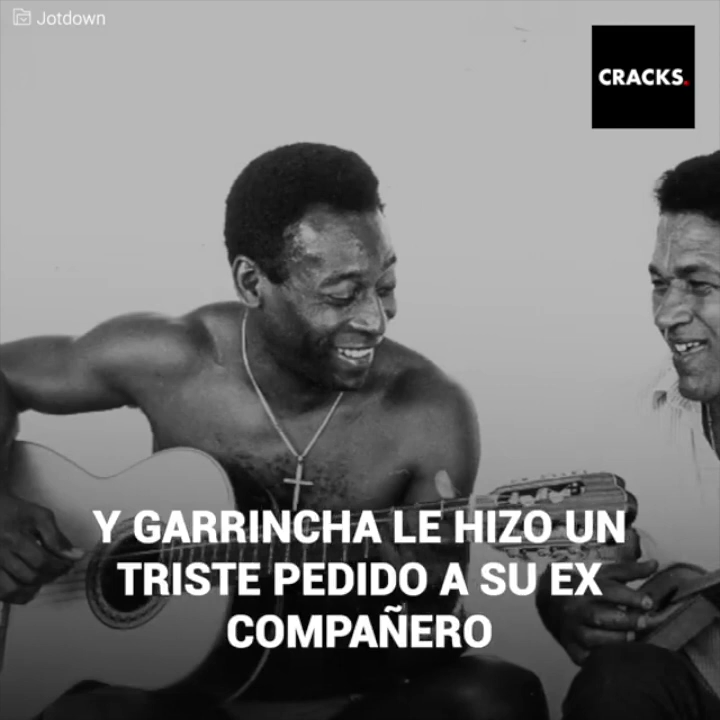 Jotdown
CRACKS
Y GARRINCHA LE HIZO UN
TRISTE PEDIDO A SU EX
COMPAÑERO